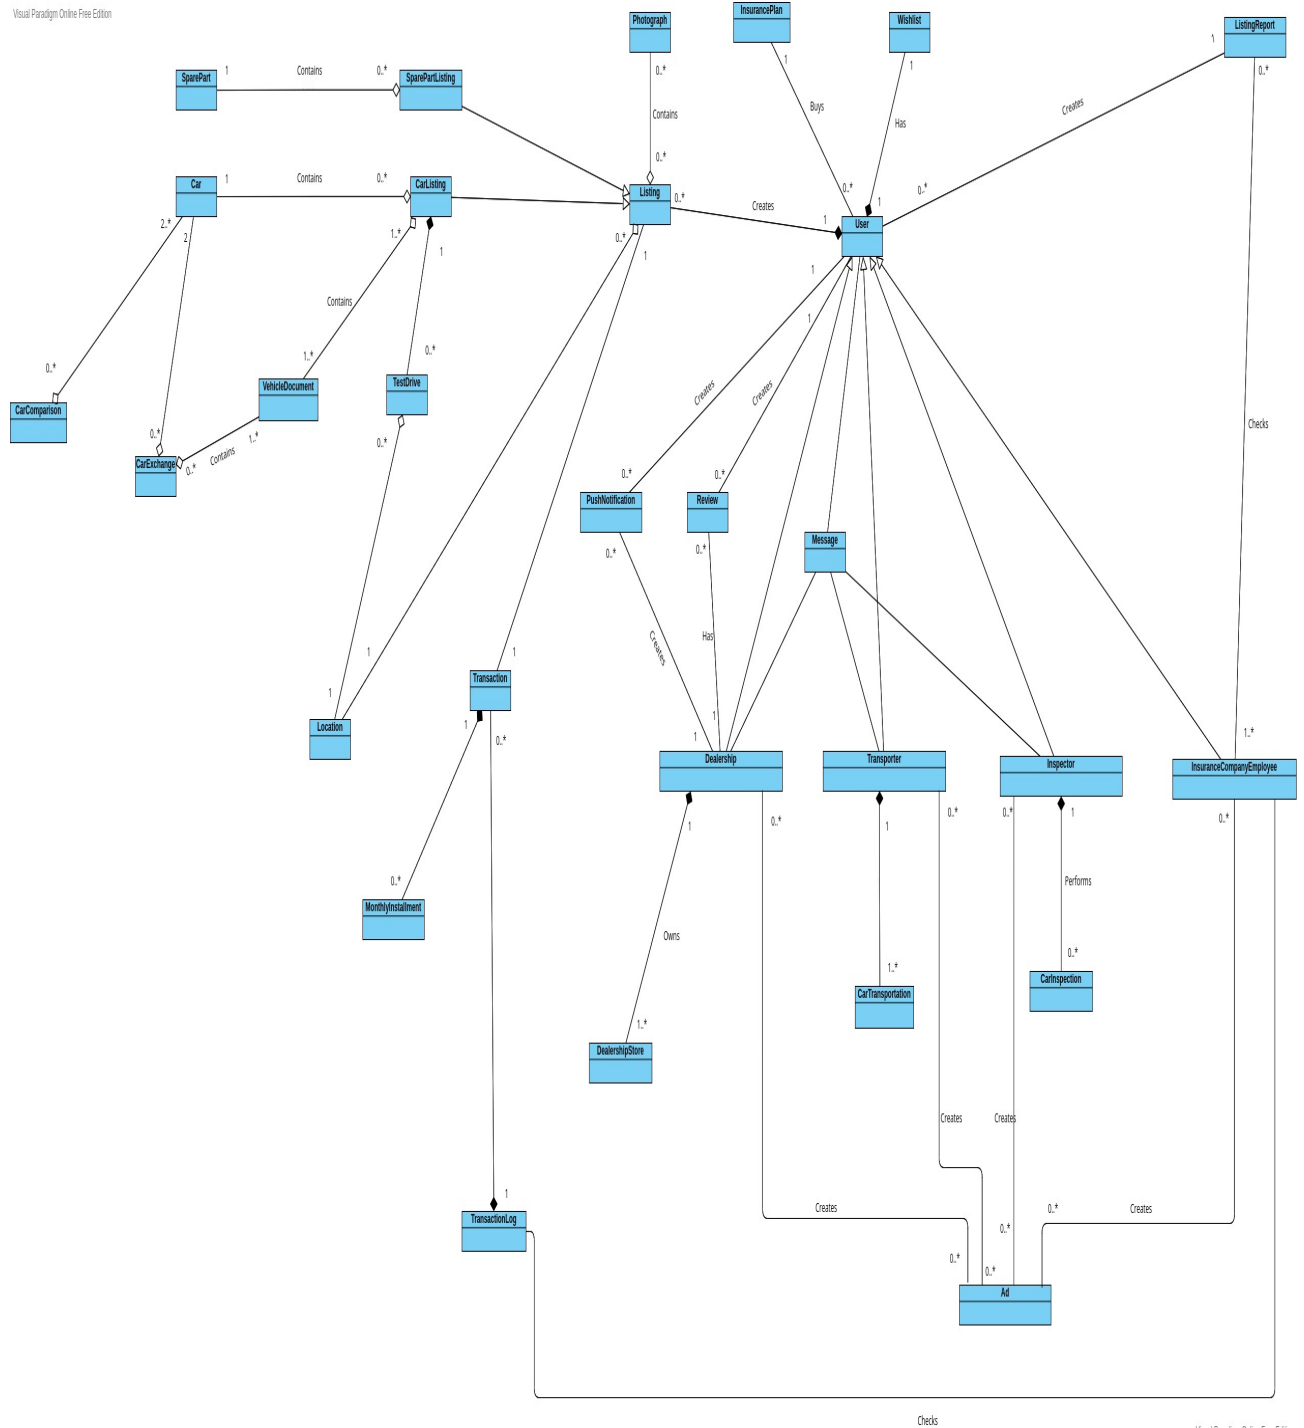 Visual Paradigm Online Free Edition
InsurancePlan
Photograph
Wishlist
ListingReport
1
1
1
0..*
SparePart
1
Contains
0..*
SparePartListing
0..*
Buys
Has
Creates
Contains
0..*
Car
1
Contains
0..*
CarListing
Listing
0..*
Creates
1
0..*
1
0..*
User
2..*
2
1..*
1
0..*
1
1
1
Contains
0..*
1..*
0..*
VehicleDocument
TestDrive
Creates
Creates
CarComparison
0..*
0..*
Contains
1..*
0..*
Checks
CarExchange
0..*
0..*
PushNotification
Review
Message
0..*
0..*
Creates
Has
1
1
1
Transaction
1
0..*
Location
1
1
1..*
Dealership
Transporter
Inspector
InsuranceCompanyEmployee
1
0..*
1
0..*
0..*
1
0..*
0..*
MonthlyInstallment
Performs
Owns
1..*
0..*
CarTransportation
CarInspection
1..*
DealershipStore
Creates
Creates
1
TransactionLog
Creates
0..*
0..*
Creates
0..*
0..*
Ad
Checks